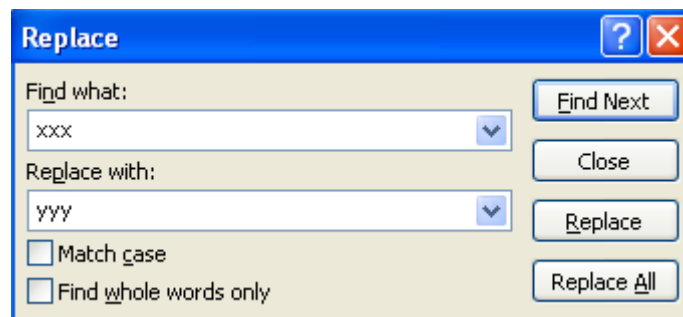 Replace
Find what:
xxx
Replace with:
yyy
Match case
Find whole words only
Find Next
Close
Replace
Replace All